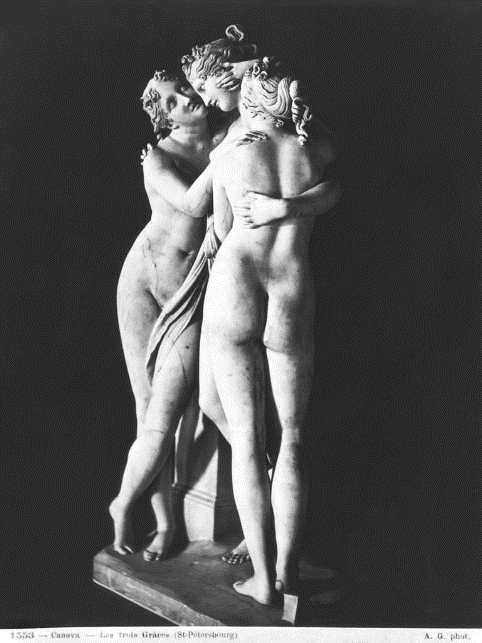 1553 — Canova — Les trois Grâces (St-Pétersbourg) A. G. phot.